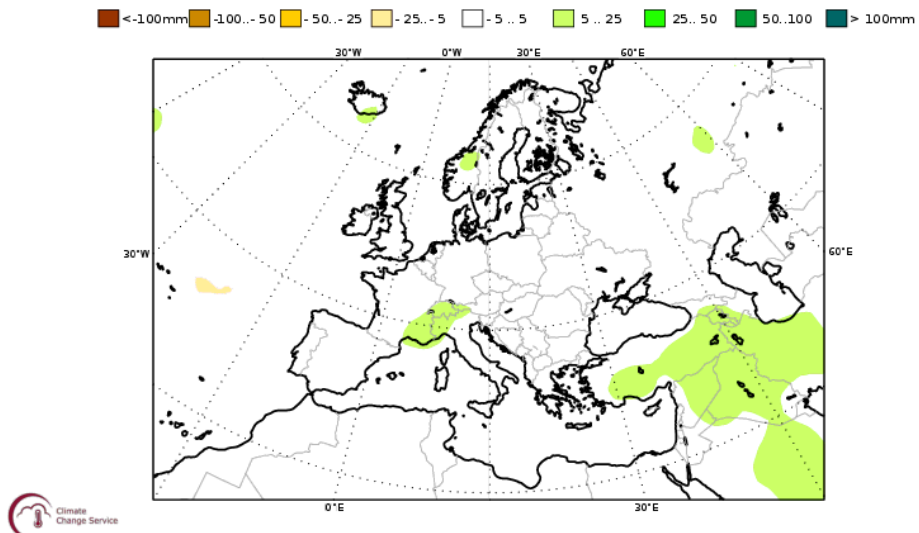 <-100mm -100..- 50 - 50..- 25 - 25..- 5 - 5 .. 5 5 .. 25 25.. 50 50..100 > 100mm
30°W 0°W 30°E 60°E
30°W
60°E
0°E 30°E
Climate
Change Service